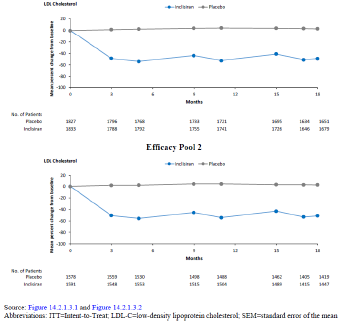 LDL Cholesterol
Inclisiran Placebo
Mean percent change from baseline
20
0
-20
-40
-60
-80
-100
0 3 6 9 12 15 18
Months
No. of Patients
Placebo 1827 1796 1768 1733 1721 1695 1634 1651
Inclisiran 1833 1788 1792 1755 1741 1726 1646 1679
Efficacy Pool 2
LDL Cholesterol
Inclisiran Placebo
Mean percent change from baseline
20
0
-20
-40
-60
-80
-100
0 3 6 9 12 15 18
Months
No. of Patients
Placebo 1578 1559 1530 1498 1488 1462 1405 1419
Inclisiran 1591 1548 1553 1515 1504 1489 1415 1447
Source: Figure 14.2.1.3.1 and Figure 14.2.1.3.2
Abbreviations: ITT=Intent-to-Treat; LDL-C=low-density lipoprotein cholesterol; SEM=standard error of the mean